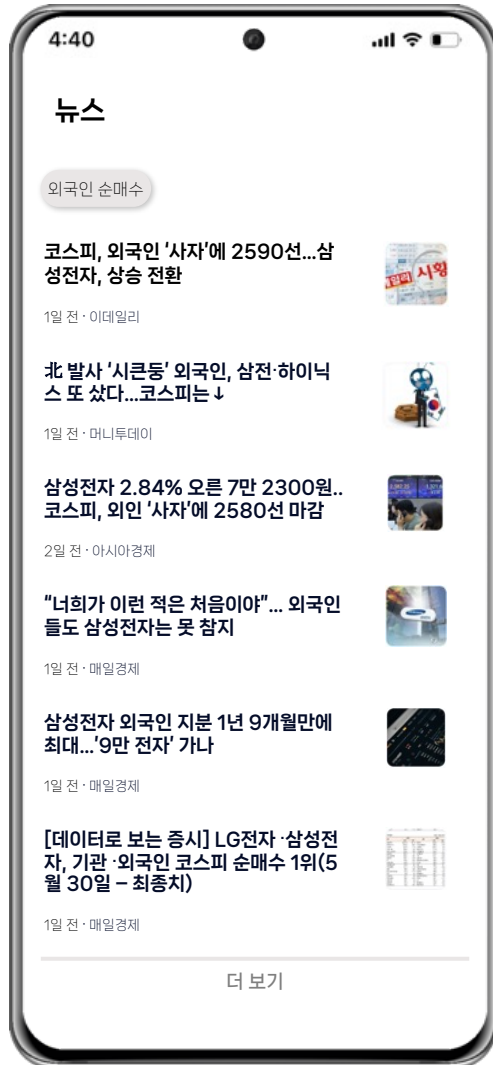 4:40
뉴스
외국인 순매수
코스피, 외국인 ‘사자’에 2590선...삼
성전자, 상승 전환
1일 전 · 이데일리
시황
北 발사 ‘시큰둥’ 외국인, 삼전·하이닉
스 또 샀다...코스피는↓
1일 전 · 머니투데이
삼성전자 2.84% 오른 7만 2300원..
코스피, 외인 ‘사자’에 2580선 마감
2일 전 · 아시아경제
“너희가 이런 적은 처음이야”... 외국인
들도 삼성전자는 못 참지
1일 전 · 매일경제
삼성전자 외국인 지분 1년 9개월만에
최대...’9만 전자’ 가나
1일 전 · 매일경제
[데이터로 보는 증시] LG전자 ·삼성전
자, 기관 ·외국인 코스피 순매수 1위(5
월 30일 – 최종치)
1일 전 · 매일경제
더 보기